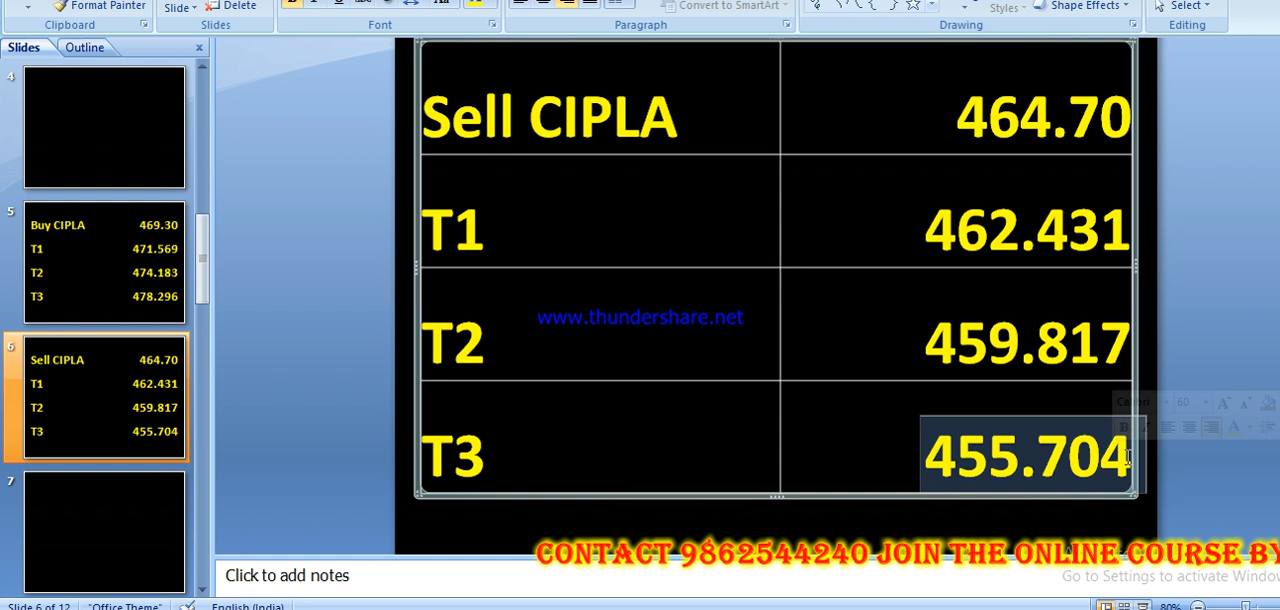 Format Painter
Slide
Delete
Convert to SmartArt
Styles
Shape Effects
Select
Clipboard
Slides
Font
Paragraph
Drawing
Editing
Slides
Outline
4
5
Buy CIPLA 469.30
T1 471.569
T2 474.183
T3 478.296
6
Sell CIPLA 464.70
T1 462.431
T2 459.817
T3 455.704
7
Sell CIPLA 464.70
T1 462.431
www.thundershare.net
T2 459.817
Calibri 60
T3 455.704
CONTACT 9862544240 JOIN THE ONLINE COURSE BY
Click to add notes
Go to Settings to activate Window
Slide 6 of 12
"Office Theme"
English (India)
80%